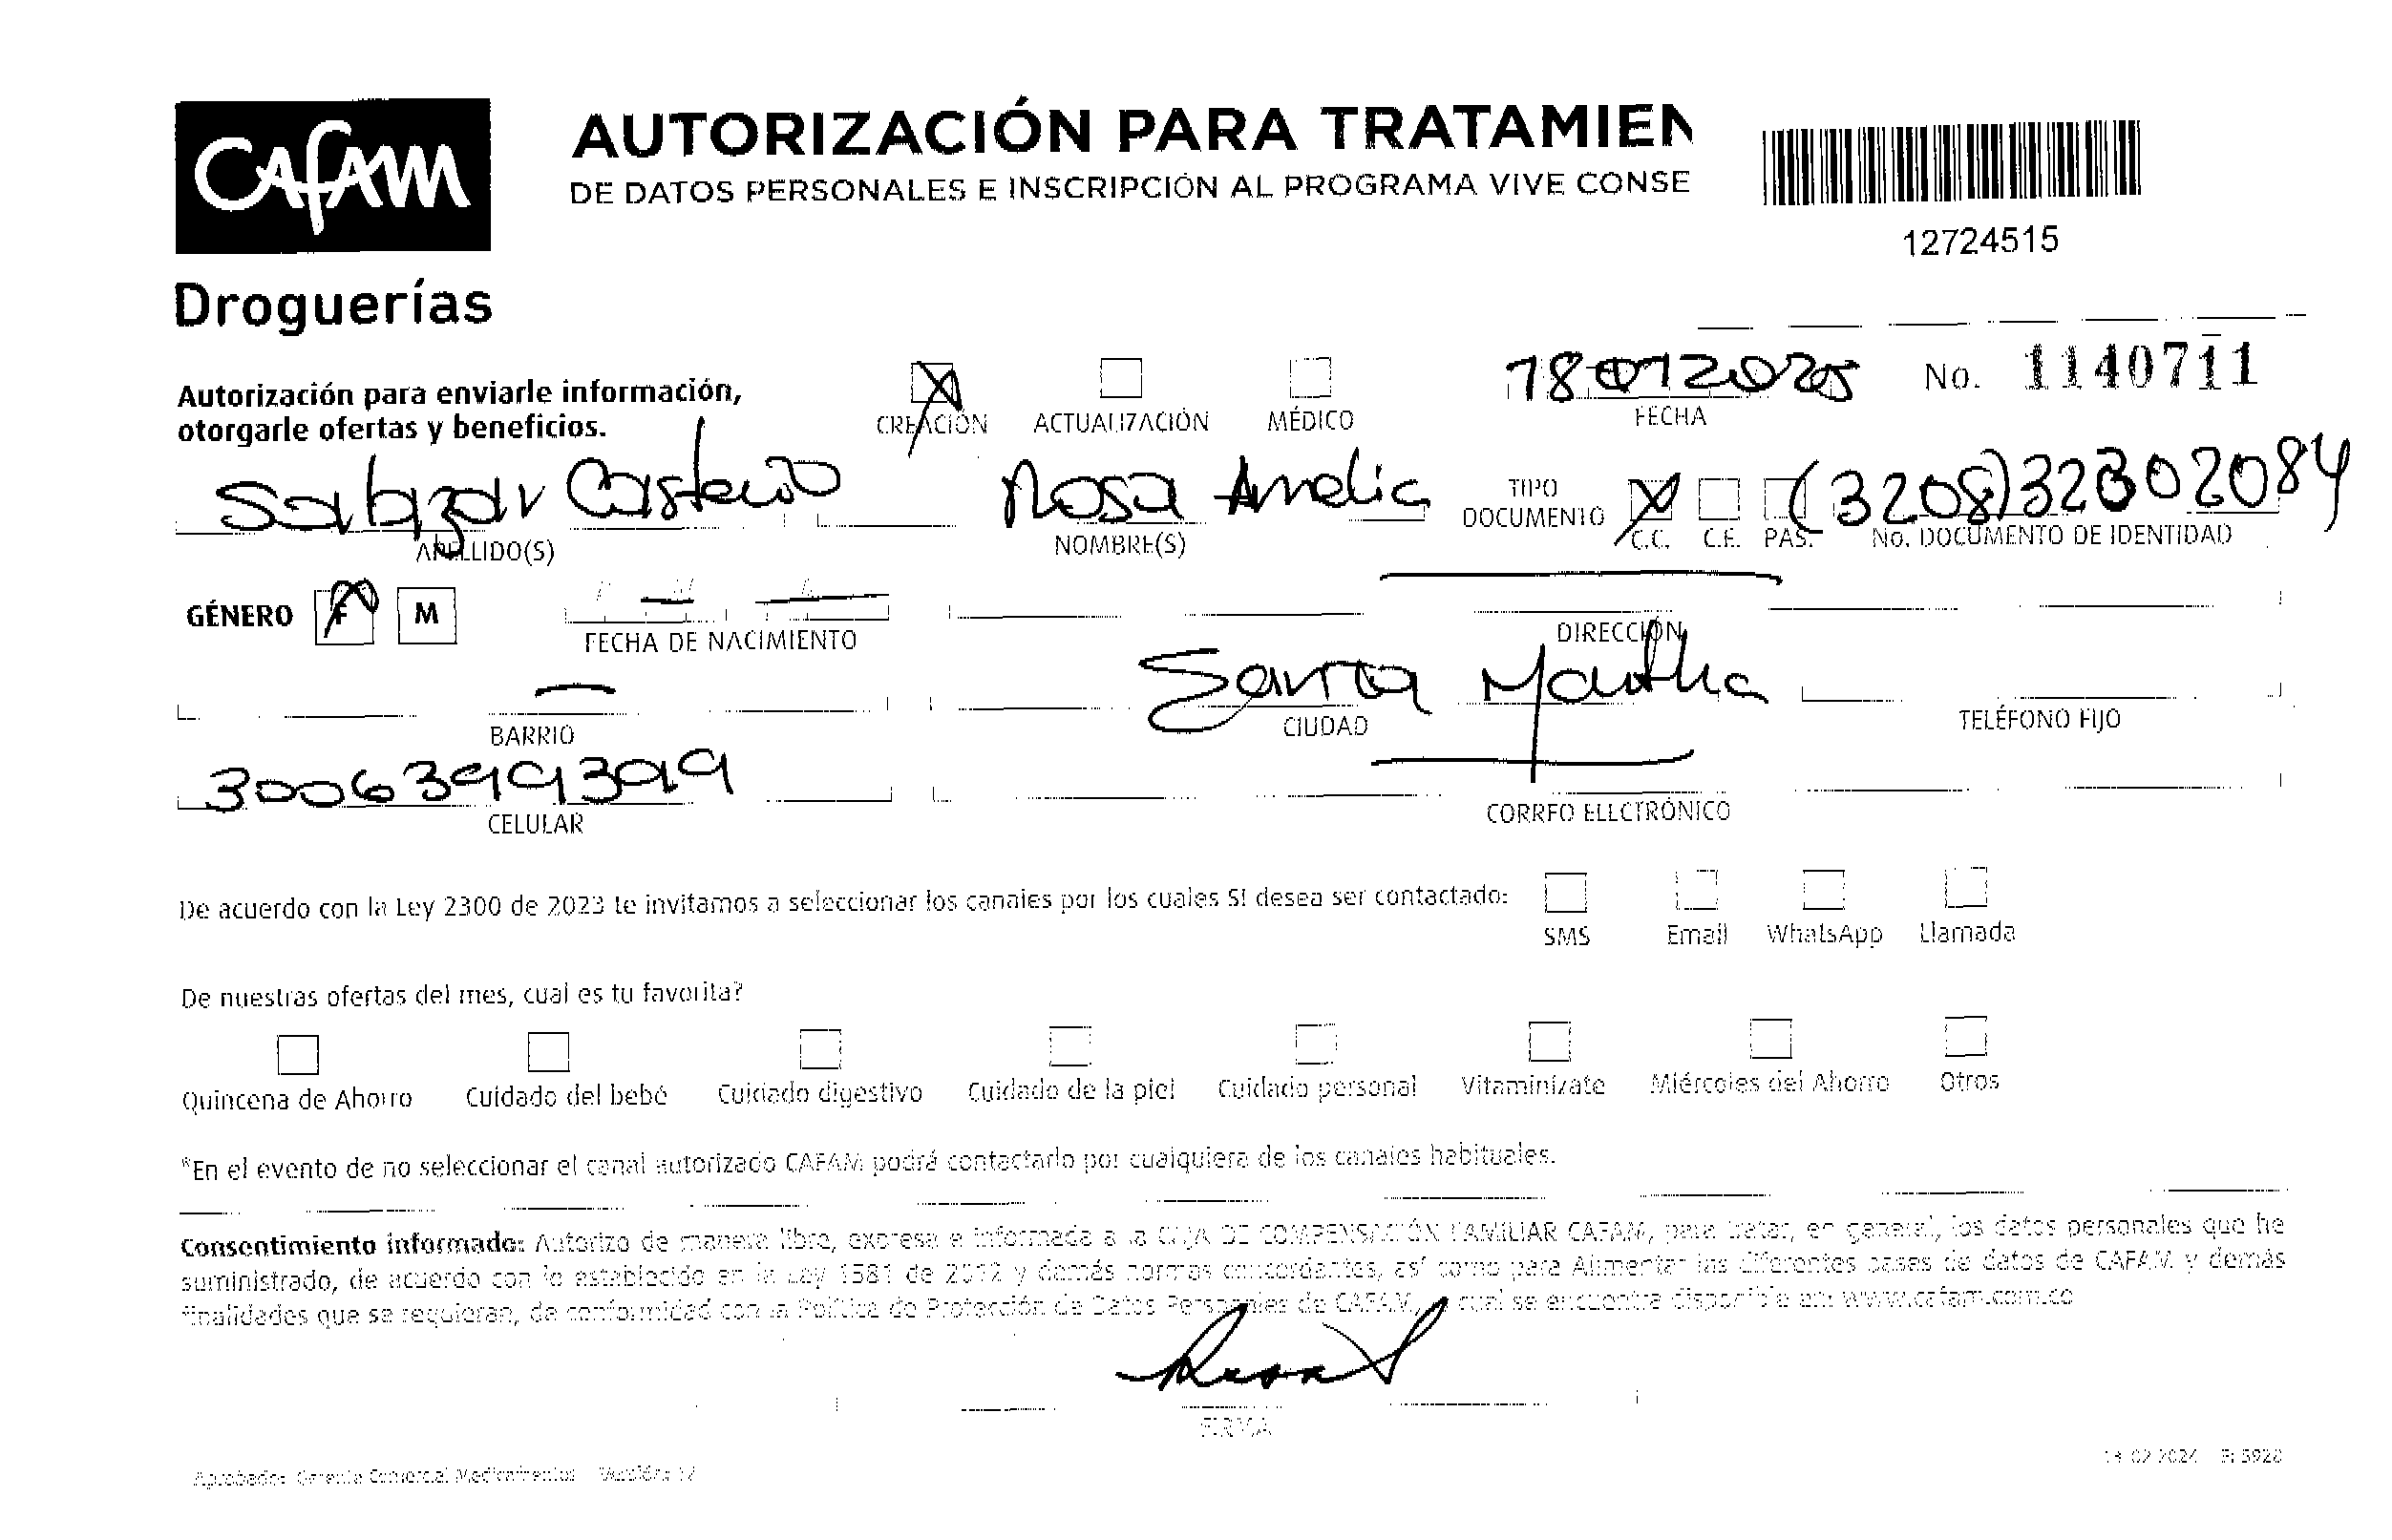 CAFAM
Droguerías
AUTORIZACIÓN PARA TRATAMIEN
DE DATOS PERSONALES E INSCRIPCIÓN AL PROGRAMA VIVE CONSE
12724515
Autorización para enviarle información,
otorgarle ofertas y beneficios.
CREACIÓN ACTUALIZACIÓN MÉDICO
18012025
FECHA
No. 1140711
Salazar Rosa Amelia
APELLIDO(S) NOMBRE(S)
TIPO DOCUMENTO C.C. C.E. PAS.
(3208)32302084
No. DOCUMENTO DE IDENTIDAD
GÉNERO F M
FECHA DE NACIMIENTO DIRECCIÓN
Santa Martha
BARRIO CIUDAD TELÉFONO FIJO
3006399399
CELULAR CORREO ELECTRÓNICO
De acuerdo con la Ley 2300 de 2023 te invitamos a seleccionar los canales por los cuales SI desea ser contactado:
SMS Email WhatsApp Llamada
De nuestras ofertas del mes, cual es tu favorita?
Quincena de Ahorro Cuidado del bebé Cuidado digestivo Cuidado de la piel Cuidado personal Vitaminízate Miércoles del Ahorro Otros
*En el evento de no seleccionar el canal autorizado CAFAM podrá contactarlo por cualquiera de los canales habituales.
Consentimiento informado: Autorizo de manera libre, expresa e informada a la CAJA DE COMPENSACIÓN FAMILIAR CAFAM, para tratar, en general, los datos personales que he
suministrado, de acuerdo con lo establecido en la Ley 1581 de 2012 y demás normas concordantes, así como para Alimentar las diferentes bases de datos de CAFAM y demás
finalidades que se requieran, de conformidad con la Política de Protección de Datos Personales de CAFAM, cual se encuentra disponible en: www.cafam.com.co
FIRMA
Aprobado: Gerencia Comercial Medicamentos Versión: 12